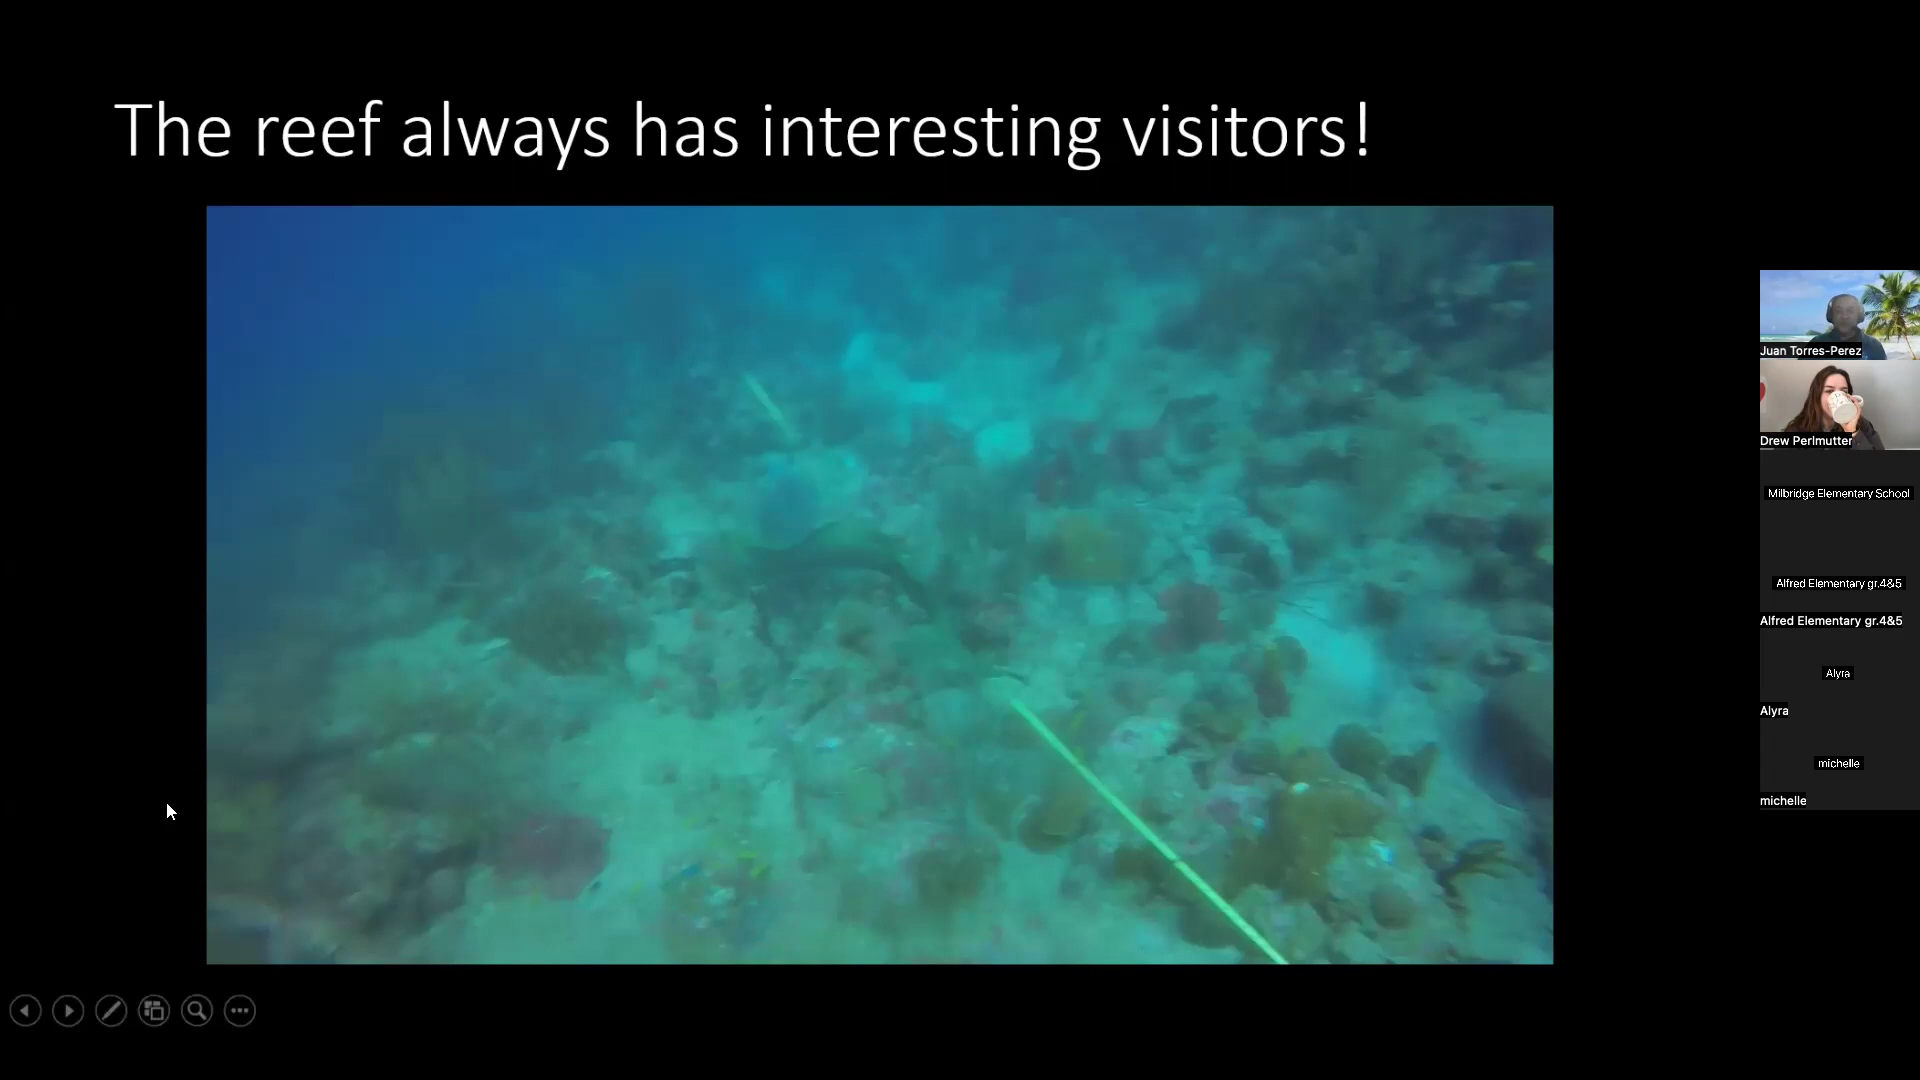 The reef always has interesting visitors!
Juan Torres-Perez
Drew Perlmutter
Milbridge Elementary School
Alfred Elementary gr.4&5
Alfred Elementary gr.4&5
Alyra
Alyra
michelle
michelle